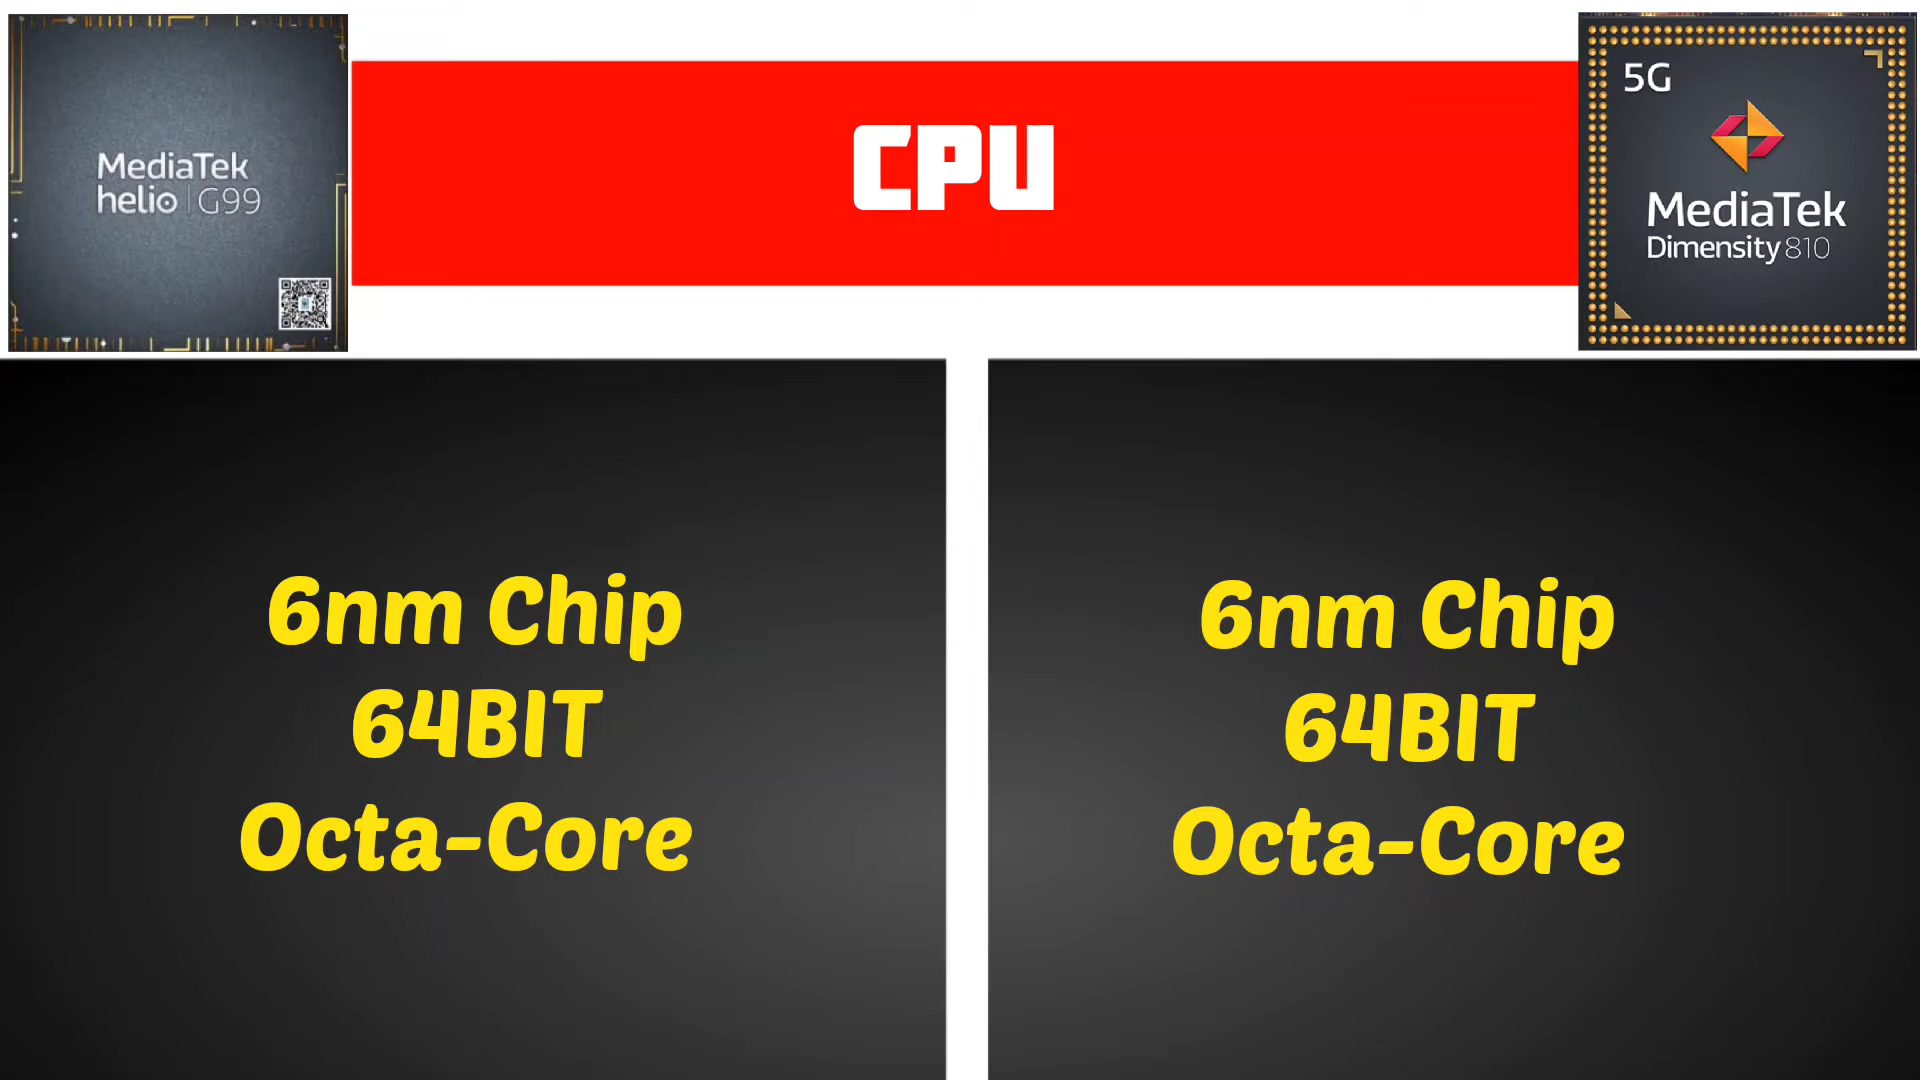 MediaTek
helio | G99
CPU
5G
MediaTek
Dimensity 810
6nm Chip
64BIT
Octa-Core
6nm Chip
64BIT
Octa-Core